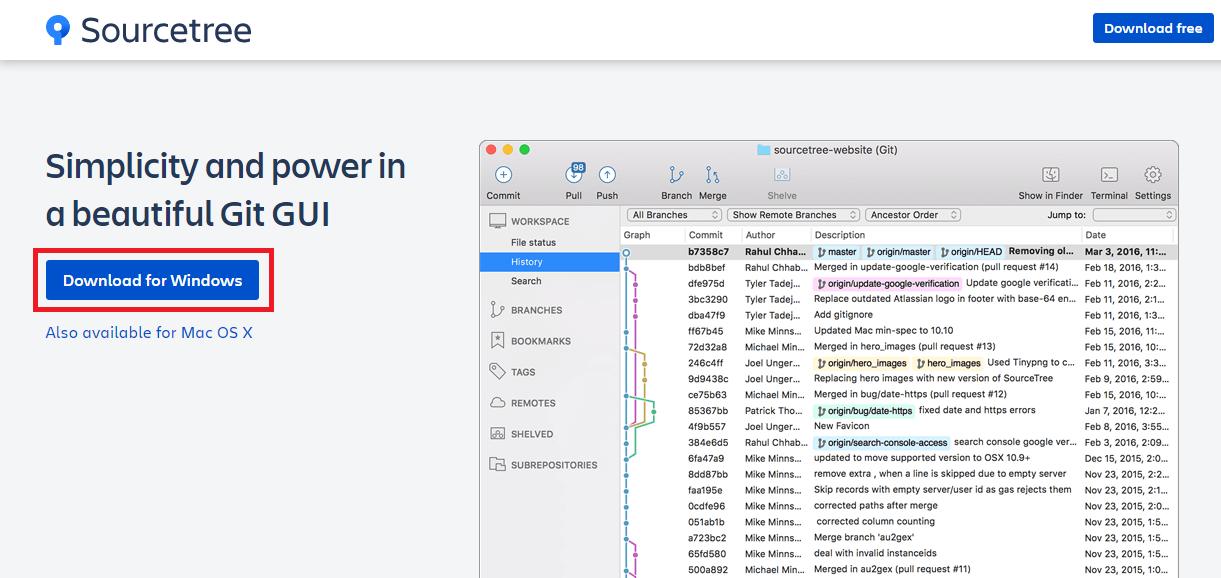 Sourcetree
Download free
Simplicity and power in
a beautiful Git GUI
Download for Windows
Also available for Mac OS X
sourcetree-website (Git)
98
Commit Pull Push Branch Merge Shelve Show in Finder Terminal Settings
WORKSPACE
File status
History
Search
BRANCHES
BOOKMARKS
TAGS
REMOTES
SHELVED
SUBREPOSITORIES
All Branches Show Remote Branches Ancestor Order Jump to:
Graph Commit Author Description Date
b7358c7 Rahul Chha... master origin/master origin/HEAD Removing ol... Mar 3, 2016, 11:...
bdb8bef Rahul Chhab... Merged in update-google-verification (pull request #14) Feb 18, 2016, 1:3...
dfe975d Tyler Tadej... origin/update-google-verification Update google verificati... Feb 11, 2016, 2:2...
3bc3290 Tyler Tadej... Replace outdated Atlassian logo in footer with base-64 en... Feb 11, 2016, 2:1...
dba47f9 Tyler Tadej... Add gitignore Feb 11, 2016, 1:3...
ff67b45 Mike Minns... Updated Mac min-spec to 10.10 Feb 15, 2016, 11:...
72d32a8 Michael Min... Merged in hero_images (pull request #13) Feb 15, 2016, 10:...
246c4ff Joel Unger... origin/hero_images hero_images Used Tinypng to c... Feb 11, 2016, 3:3...
9d9438c Joel Unger... Replacing hero images with new version of SourceTree Feb 9, 2016, 2:59...
ce75b63 Michael Min... Merged in bug/date-https (pull request #12) Feb 15, 2016, 10:...
85367bb Patrick Tho... origin/bug/date-https fixed date and https errors Jan 7, 2016, 12:2...
4f9b557 Joel Unger... New Favicon Feb 8, 2016, 3:55...
384e6d5 Rahul Chhab... origin/search-console-access search console google ver... Feb 3, 2016, 2:09...
6fa47a9 Mike Minns... updated to move supported version to OSX 10.9+ Dec 15, 2015, 2:0...
8dd87bb Mike Minns... remove extra , when a line is skipped due to empty server Nov 23, 2015, 2:2...
faa195e Mike Minns... Skip records with empty server/user id as gas rejects them Nov 23, 2015, 2:1...
0cdfe96 Mike Minns... corrected paths after merge Nov 23, 2015, 2:0...
051ab1b Mike Minns... corrected column counting Nov 23, 2015, 1:5...
a723bc2 Mike Minns... Merge branch 'au2gex' Nov 23, 2015, 1:5...
65fd580 Mike Minns... deal with invalid instanceids Nov 23, 2015, 1:5...
500a892 Michael Min... Merged in au2gex (pull request #11) Nov 23, 2015, 1:0...